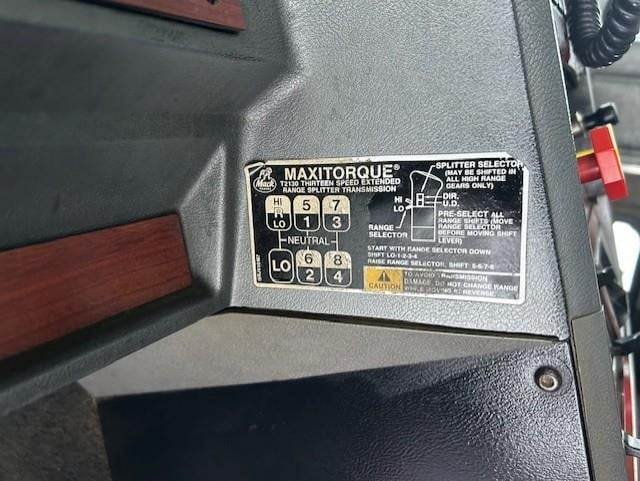 Mack
MAXITORQUE®
T2130 THIRTEEN SPEED EXTENDED
RANGE SPLITTER TRANSMISSION
HI
R
LO
5
1
7
3
NEUTRAL
LO
6
2
8
4
SPLITTER SELECTOR
(MAY BE SHIFTED IN
ALL HIGH RANGE
GEARS ONLY)
HI
LO
DIR.
U.D.
RANGE
SELECTOR
PRE-SELECT ALL
RANGE SHIFTS (MOVE
RANGE SELECTOR
BEFORE MOVING SHIFT
LEVER)
START WITH RANGE SELECTOR DOWN
SHIFT LO-1-2-3-4
RAISE RANGE SELECTOR, SHIFT 5-6-7-8
CAUTION
TO AVOID TRANSMISSION
DAMAGE, DO NOT CHANGE RANGE
WHILE MOVING IN REVERSE